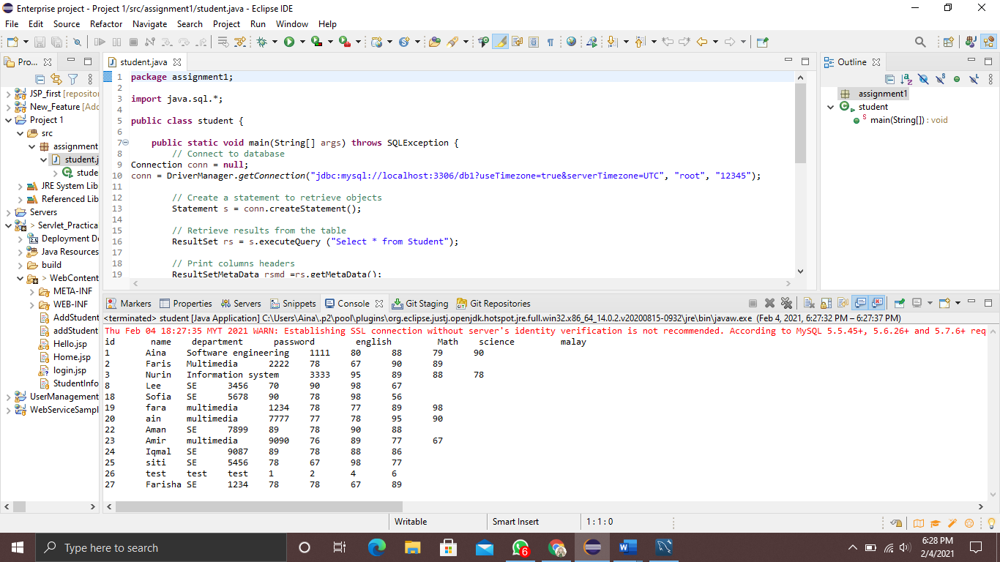 Enterprise project - Project 1/src/assignment1/student.java - Eclipse IDE
File Edit Source Refactor Navigate Search Project Run Window Help
Pro...
JSP_first [repositor
New_Feature [Adc
Project 1
src
assignment
student.j
stude
JRE System Lib
Referenced Lib
Servers
> Servlet_Practica
Deployment De
Java Resources
build
> WebContent
META-INF
WEB-INF
AddStudent
addStudent
Hello.jsp
Home.jsp
login.jsp
StudentInfo
UserManagement
WebServiceSampl
student.java
1 package assignment1;
2
3 import java.sql.*;
4
5 public class student {
6
7 public static void main(String[] args) throws SQLException {
8 // Connect to database
9 Connection conn = null;
10 conn = DriverManager.getConnection("jdbc:mysql://localhost:3306/db1?useTimezone=true&serverTimezone=UTC", "root", "12345");
11
12 // Create a statement to retrieve objects
13 Statement s = conn.createStatement();
14
15 // Retrieve results from the table
16 ResultSet rs = s.executeQuery ("Select * from Student");
17
18 // Print columns headers
19 ResultSetMetaData rsmd =rs.getMetaData();
Outline
assignment1
student
main(String[]) : void
Markers Properties Servers Snippets Console Git Staging Git Repositories
<terminated> student [Java Application] C:\Users\Aina\.p2\pool\plugins\org.eclipse.justj.openjdk.hotspot.jre.full.win32.x86_64_14.0.2.v20200815-0932\jre\bin\javaw.exe (Feb 4, 2021, 6:27:32 PM – 6:27:37 PM)
Thu Feb 04 18:27:35 MYT 2021 WARN: Establishing SSL connection without server's identity verification is not recommended. According to MySQL 5.5.45+, 5.6.26+ and 5.7.6+ req
id name department password english Math science malay
1 Aina Software engineering 1111 80 88 79 90
2 Faris Multimedia 2222 78 67 90 89
3 Nurin Information system 3333 95 89 88 78
8 Lee SE 3456 70 90 98 67
18 Sofia SE 5678 90 78 98 56
19 fara multimedia 1234 78 77 89 98
20 ain multimedia 7777 77 78 95 90
22 Aman SE 7899 89 78 90 88
23 Amir multimedia 9090 76 89 77 67
24 Iqmal SE 9087 89 78 88 86
25 siti SE 5456 78 67 98 77
26 test test test 1 2 4 6
27 Farisha SE 1234 78 78 67 89
Writable Smart Insert 1 : 1 : 0
Type here to search
6
6:28 PM
2/4/2021